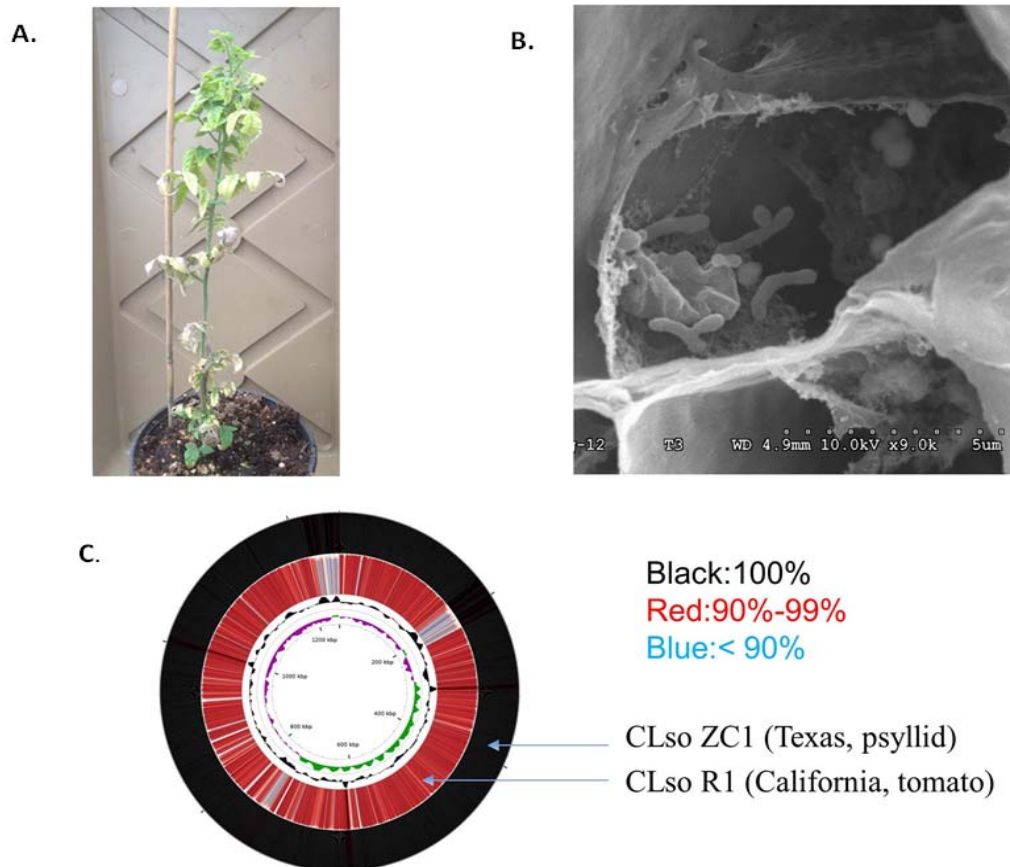 A.
B.
y-12 T3 WD 4.9mm 10.0kV x9.0k 5um
C.
1200 kbp
200 kbp
1000 kbp
400 kbp
800 kbp
600 kbp
Black:100%
Red:90%-99%
Blue:< 90%
CLso ZC1 (Texas, psyllid)
CLso R1 (California, tomato)